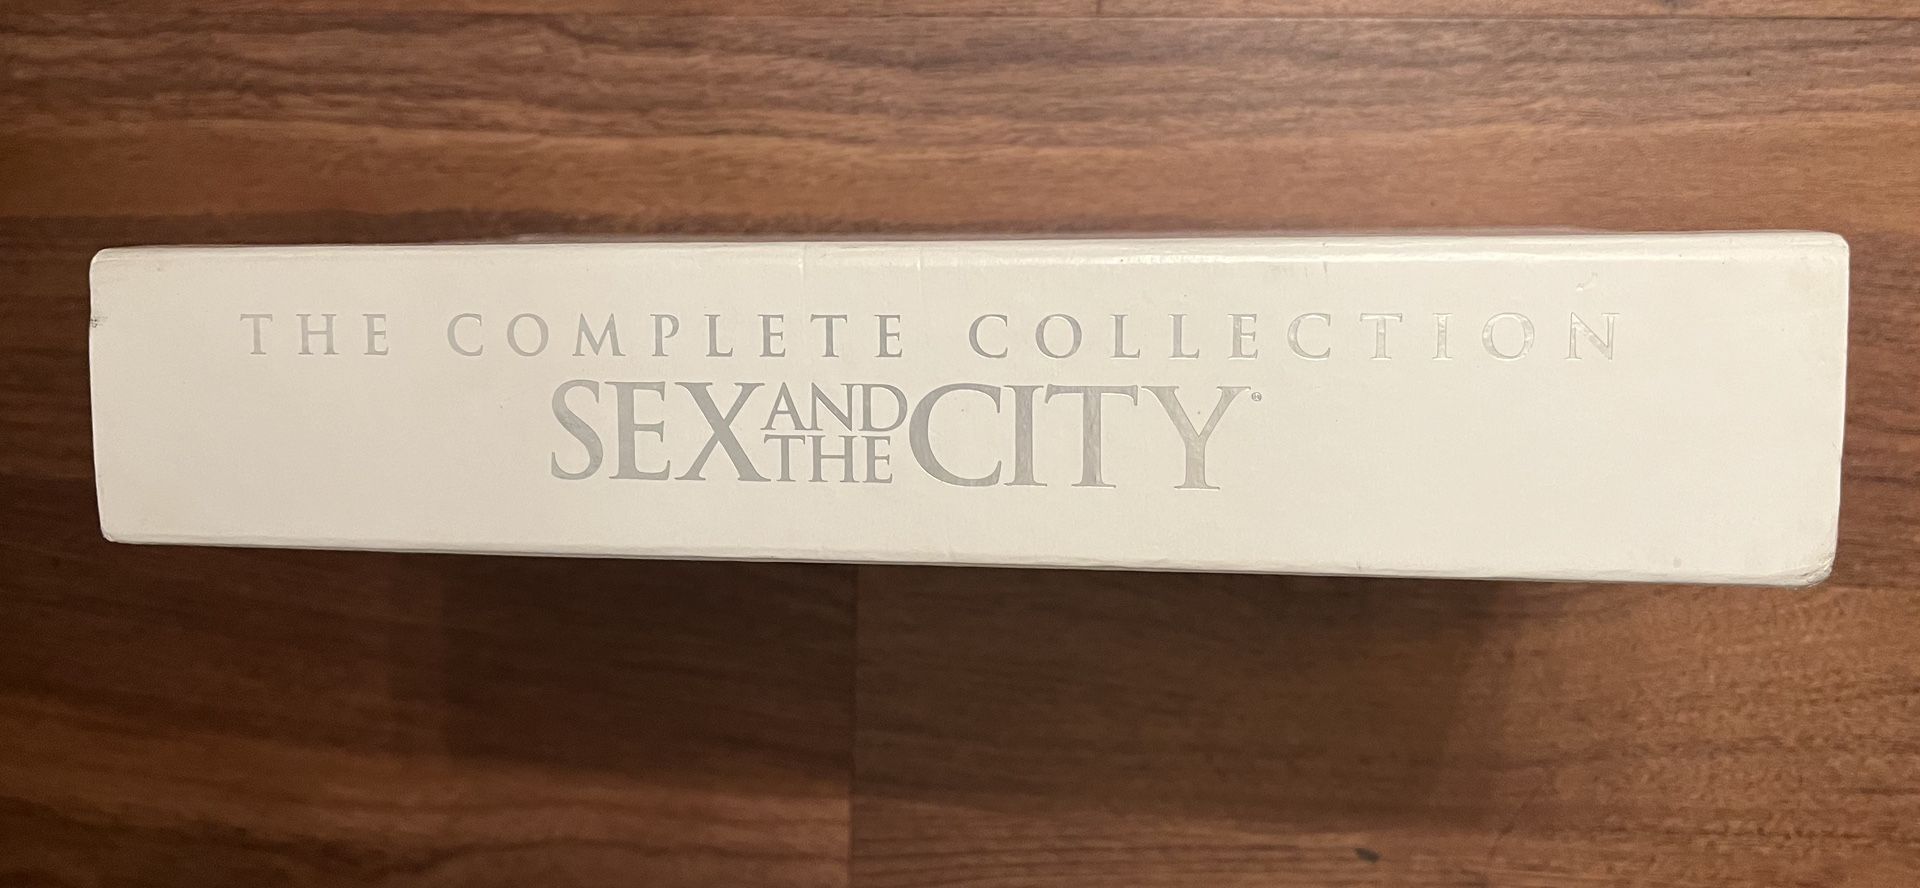 THE COMPLETE COLLECTION
SEX AND THE CITY®